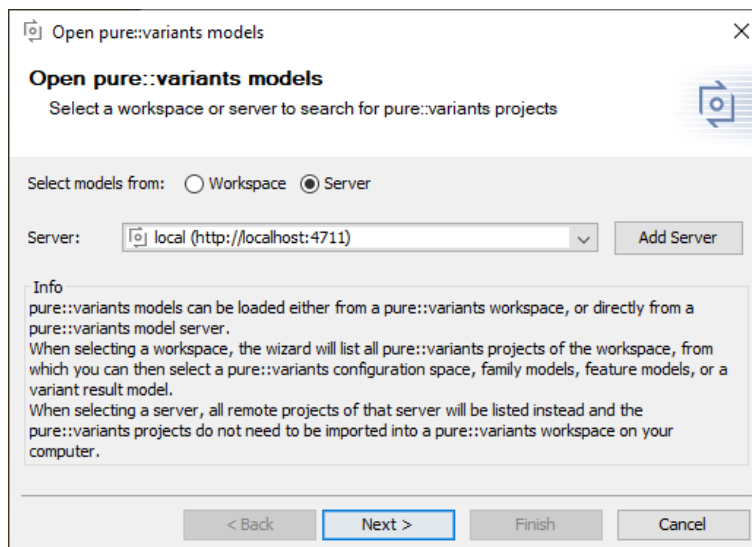 Open pure::variants models
Open pure::variants models
Select a workspace or server to search for pure::variants projects
Select models from: Workspace Server
Server: local (http://localhost:4711) Add Server
Info
pure::variants models can be loaded either from a pure::variants workspace, or directly from a
pure::variants model server.
When selecting a workspace, the wizard will list all pure::variants projects of the workspace, from
which you can then select a pure::variants configuration space, family models, feature models, or a
variant result model.
When selecting a server, all remote projects of that server will be listed instead and the
pure::variants projects do not need to be imported into a pure::variants workspace on your
computer.
< Back Next > Finish Cancel